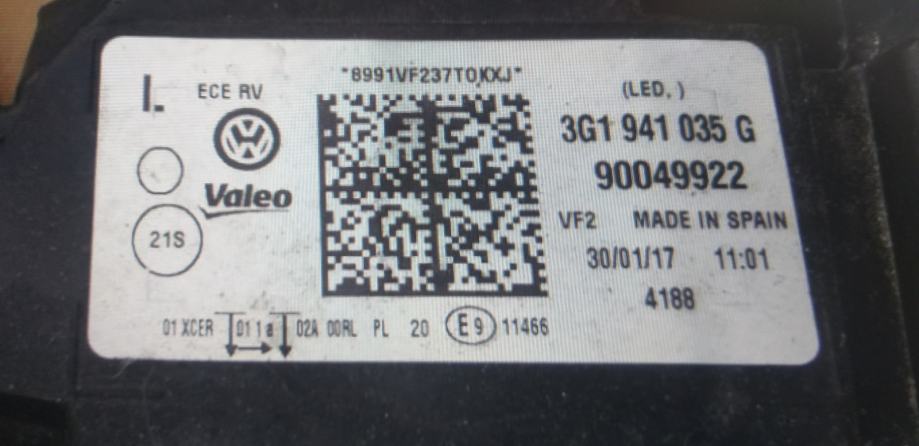 *8991VF237T0KXJ*
L
ECE RV
(LED, )
3G1 941 035 G
90049922
Valeo
21S
VF2 MADE IN SPAIN
30/01/17 11:01
4188
01 XCER 01 1a 02A 00RL PL 20 E9 11466